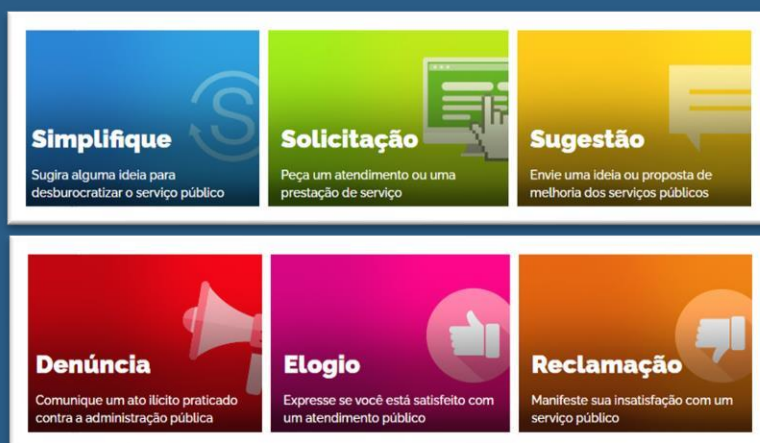 Simplifique
Sugira alguma ideia para
desburocratizar o serviço público
Solicitação
Peça um atendimento ou uma
prestação de serviço
Sugestão
Envie uma ideia ou proposta de
melhoria dos serviços públicos
Denúncia
Comunique um ato ilícito praticado
contra a administração pública
Elogio
Expresse se você está satisfeito com
um atendimento público
Reclamação
Manifeste sua insatisfação com um
serviço público